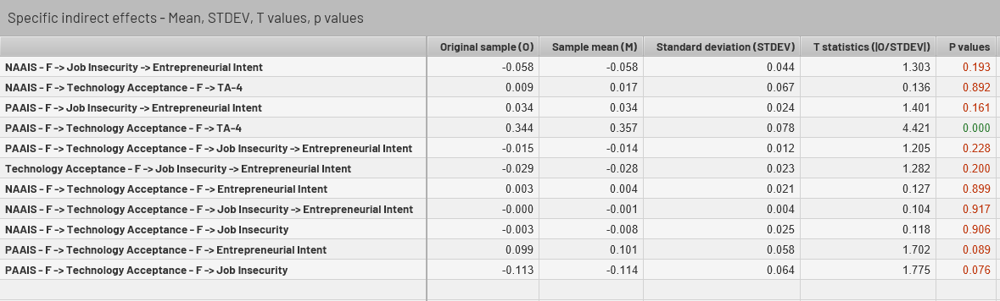 Specific indirect effects - Mean, STDEV, T values, p values
Original sample (O) Sample mean (M) Standard deviation (STDEV) T statistics (|O/STDEV|) P values
NAAIS - F -> Job Insecurity -> Entrepreneurial Intent -0.058 -0.058 0.044 1.303 0.193
NAAIS - F -> Technology Acceptance - F -> TA-4 0.009 0.017 0.067 0.136 0.892
PAAIS - F -> Job Insecurity -> Entrepreneurial Intent 0.034 0.034 0.024 1.401 0.161
PAAIS - F -> Technology Acceptance - F -> TA-4 0.344 0.357 0.078 4.421 0.000
PAAIS - F -> Technology Acceptance - F -> Job Insecurity -> Entrepreneurial Intent -0.015 -0.014 0.012 1.205 0.228
Technology Acceptance - F -> Job Insecurity -> Entrepreneurial Intent -0.029 -0.028 0.023 1.282 0.200
NAAIS - F -> Technology Acceptance - F -> Entrepreneurial Intent 0.003 0.004 0.021 0.127 0.899
NAAIS - F -> Technology Acceptance - F -> Job Insecurity -> Entrepreneurial Intent -0.000 -0.001 0.004 0.104 0.917
NAAIS - F -> Technology Acceptance - F -> Job Insecurity -0.003 -0.008 0.025 0.118 0.906
PAAIS - F -> Technology Acceptance - F -> Entrepreneurial Intent 0.099 0.101 0.058 1.702 0.089
PAAIS - F -> Technology Acceptance - F -> Job Insecurity -0.113 -0.114 0.064 1.775 0.076